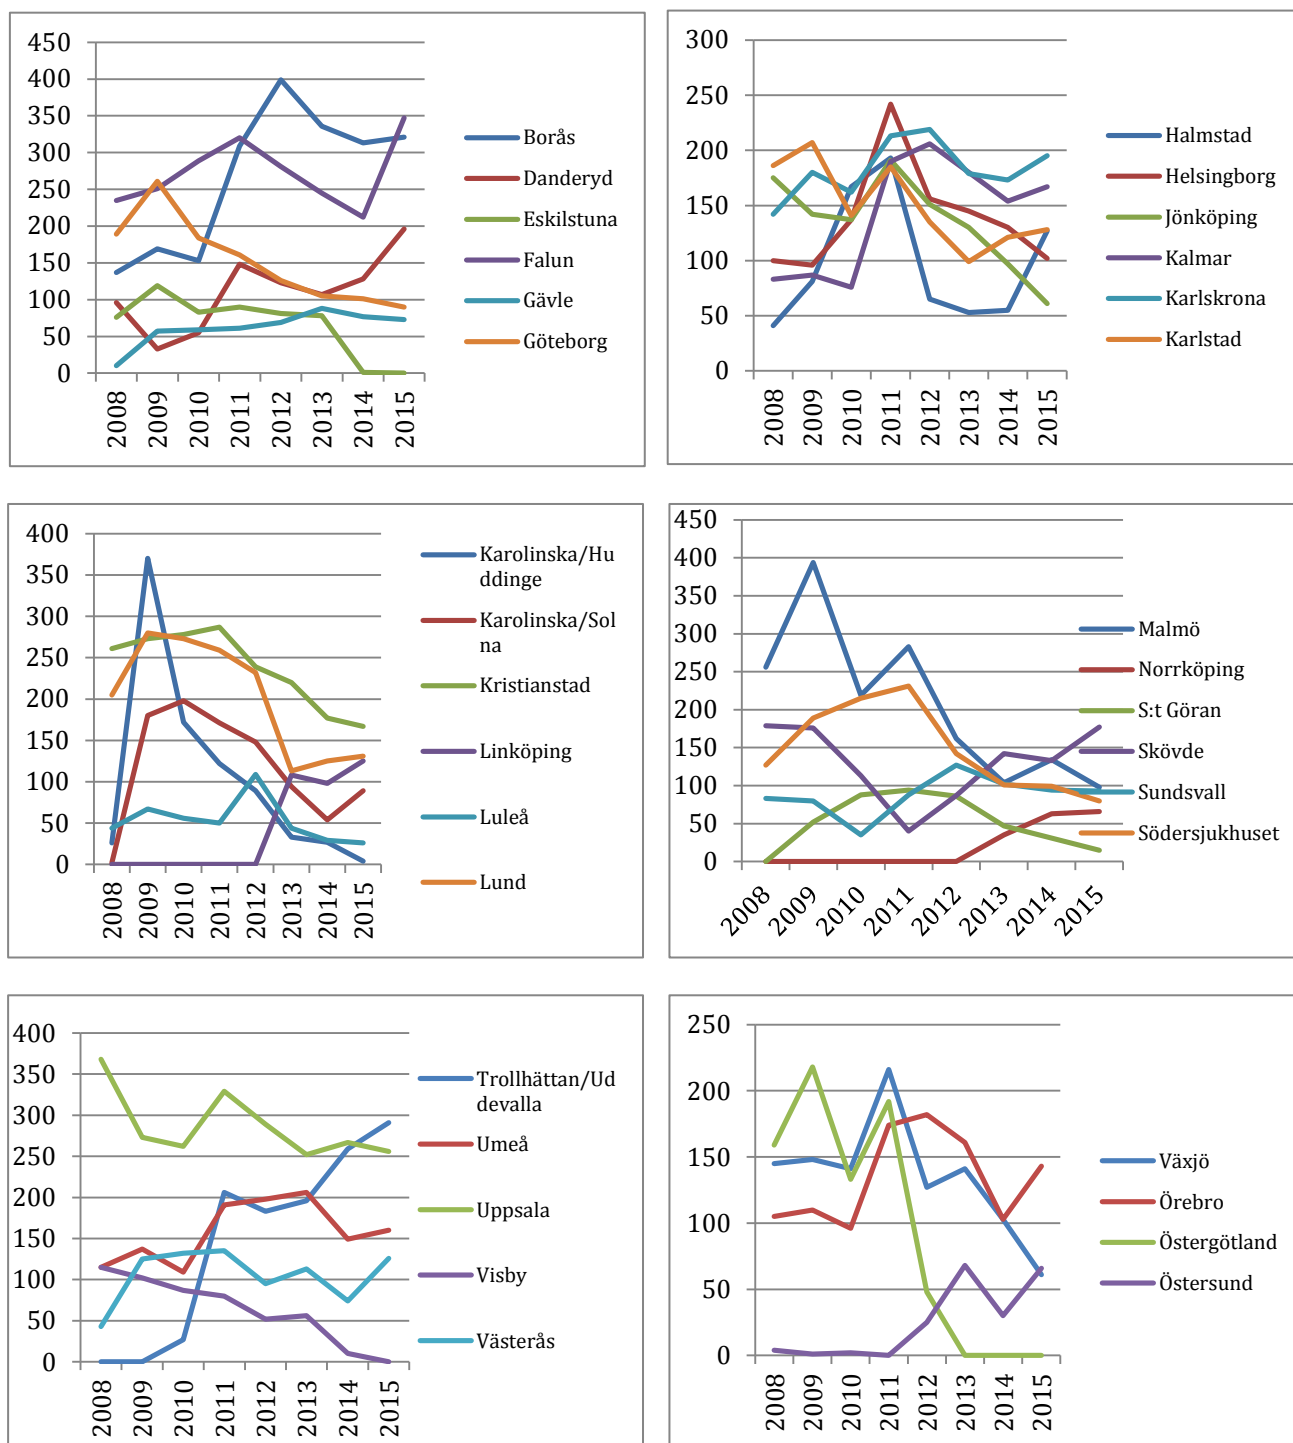 450
400
350
300
250
200
150
100
50
0
2008
2009
2010
2011
2012
2013
2014
2015
Borås
Danderyd
Eskilstuna
Falun
Gävle
Göteborg
300
250
200
150
100
50
0
2008
2009
2010
2011
2012
2013
2014
2015
Halmstad
Helsingborg
Jönköping
Kalmar
Karlskrona
Karlstad
400
350
300
250
200
150
100
50
0
2008
2009
2010
2011
2012
2013
2014
2015
Karolinska/Hu
ddinge
Karolinska/Sol
na
Kristianstad
Linköping
Luleå
Lund
450
400
350
300
250
200
150
100
50
0
2008
2009
2010
2011
2012
2013
2014
2015
Malmö
Norrköping
S:t Göran
Skövde
Sundsvall
Södersjukhuset
400
350
300
250
200
150
100
50
0
2008
2009
2010
2011
2012
2013
2014
2015
Trollhättan/Ud
devalla
Umeå
Uppsala
Visby
Västerås
250
200
150
100
50
0
2008
2009
2010
2011
2012
2013
2014
2015
Växjö
Örebro
Östergötland
Östersund